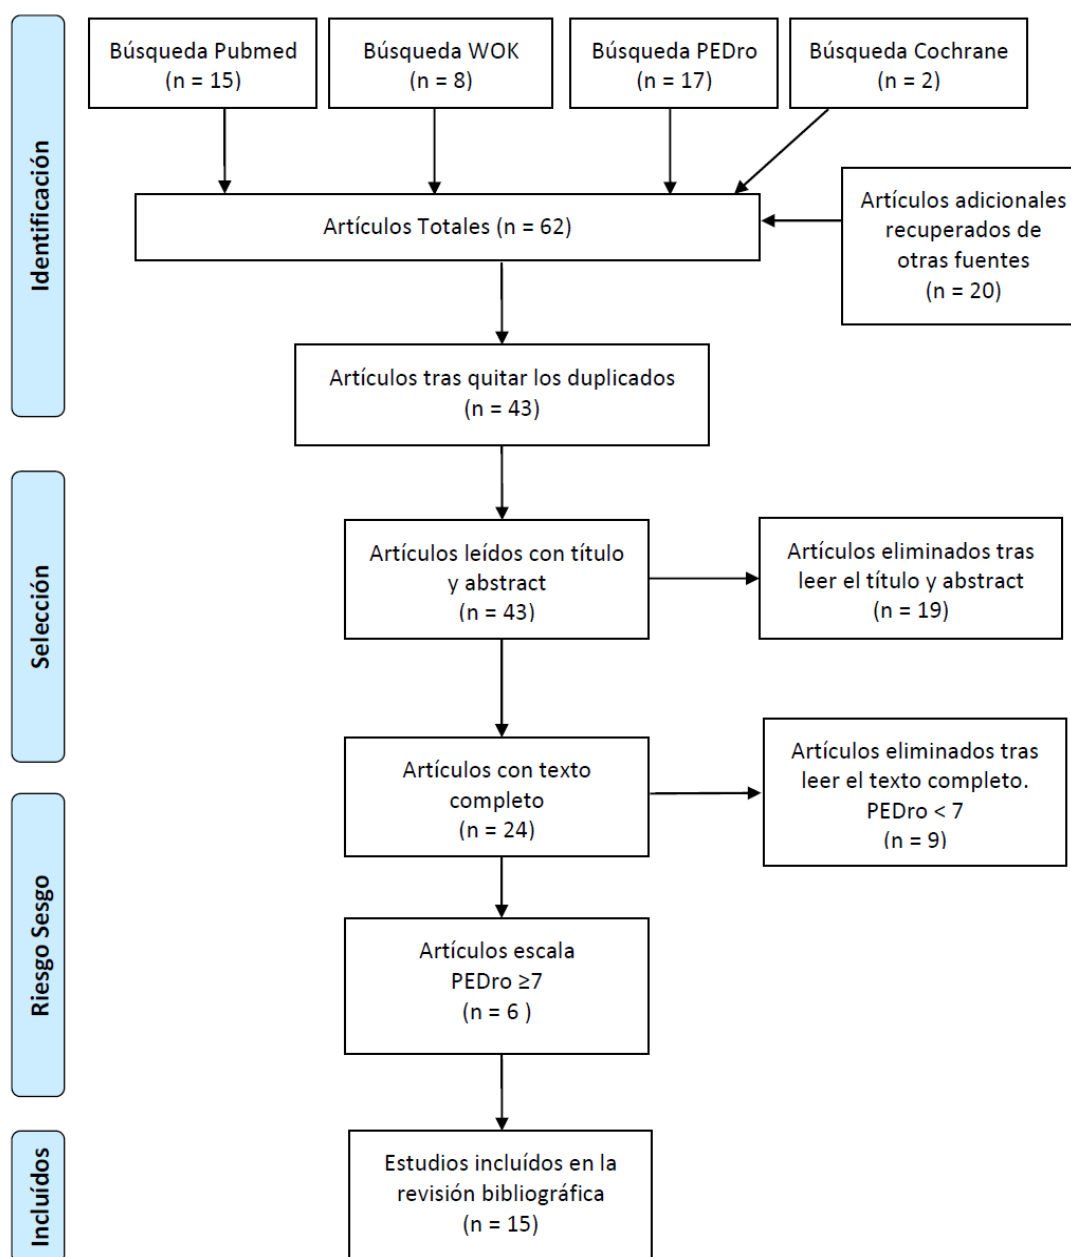 Identificación
Búsqueda Pubmed
(n = 15)
Búsqueda WOK
(n = 8)
Búsqueda PEDro
(n = 17)
Búsqueda Cochrane
(n = 2)
Artículos Totales (n = 62)
Artículos adicionales
recuperados de
otras fuentes
(n = 20)
Artículos tras quitar los duplicados
(n = 43)
Selección
Artículos leídos con título
y abstract
(n = 43)
Artículos eliminados tras
leer el título y abstract
(n = 19)
Artículos con texto
completo
(n = 24)
Artículos eliminados tras
leer el texto completo.
PEDro < 7
(n = 9)
Riesgo Sesgo
Artículos escala
PEDro ≥7
(n = 6 )
Incluídos
Estudios incluídos en la
revisión bibliográfica
(n = 15)